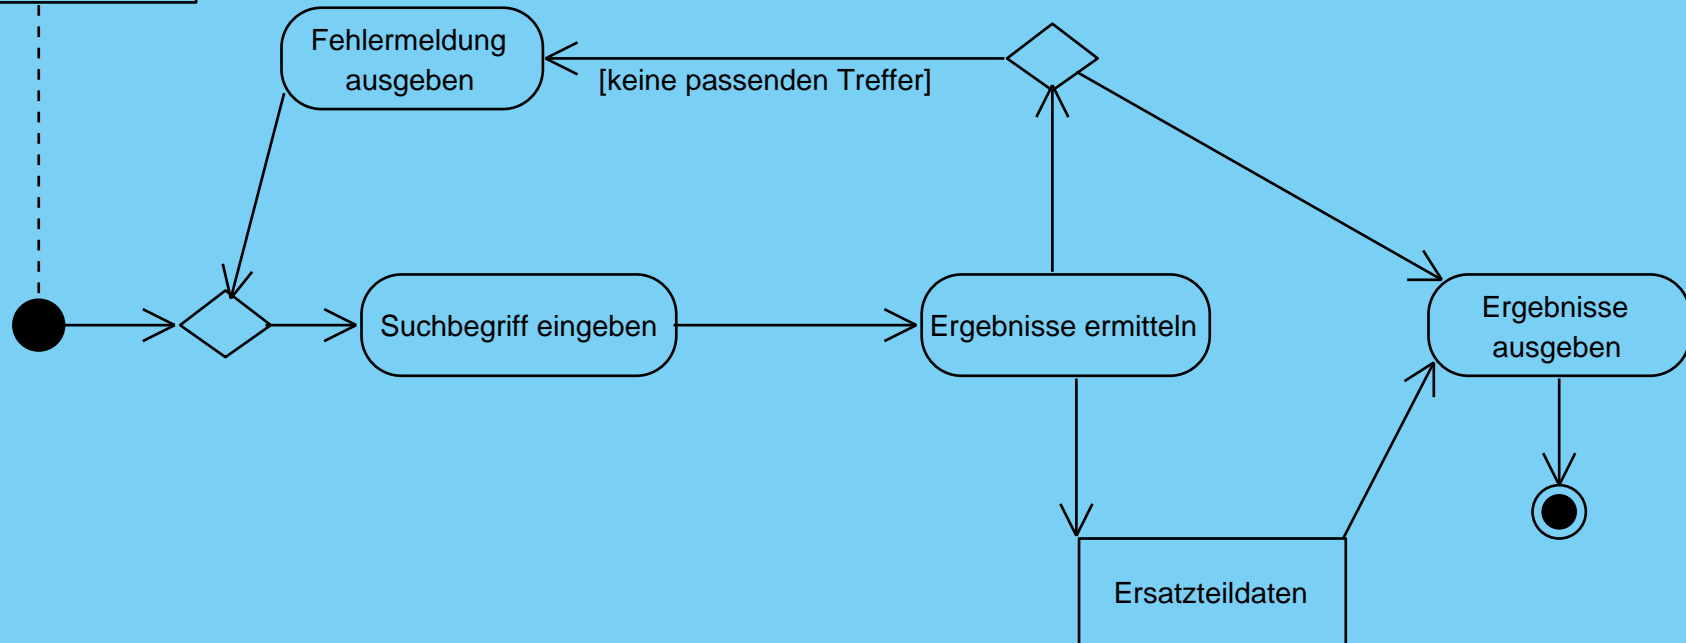 Fehlermeldung
ausgeben
[keine passenden Treffer]
Suchbegriff eingeben
Ergebnisse ermitteln
Ergebnisse
ausgeben
Ersatzteildaten